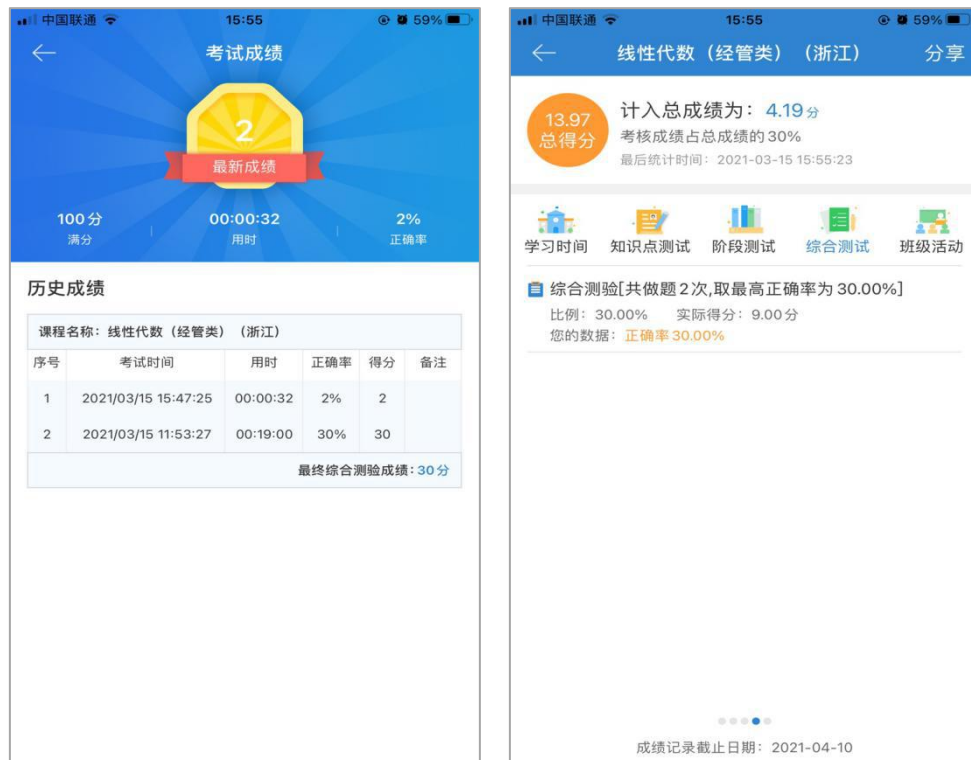 中国联通 15:55 59%
考试成绩
2
最新成绩
100分 00:00:32 2%
满分 用时 正确率
历史成绩
课程名称：线性代数（经管类）（浙江）
序号 考试时间 用时 正确率 得分 备注
1 2021/03/15 15:47:25 00:00:32 2% 2
2 2021/03/15 11:53:27 00:19:00 30% 30
最终综合测验成绩：30分
中国联通 15:55 59%
线性代数（经管类）（浙江） 分享
13.97
总得分
计入总成绩为：4.19分
考核成绩占总成绩的30%
最后统计时间：2021-03-15 15:55:23
学习时间 知识点测试 阶段测试 综合测试 班级活动
综合测验[共做题2次,取最高正确率为30.00%]
比例：30.00% 实际得分：9.00分
您的数据：正确率30.00%
成绩记录截止日期：2021-04-10